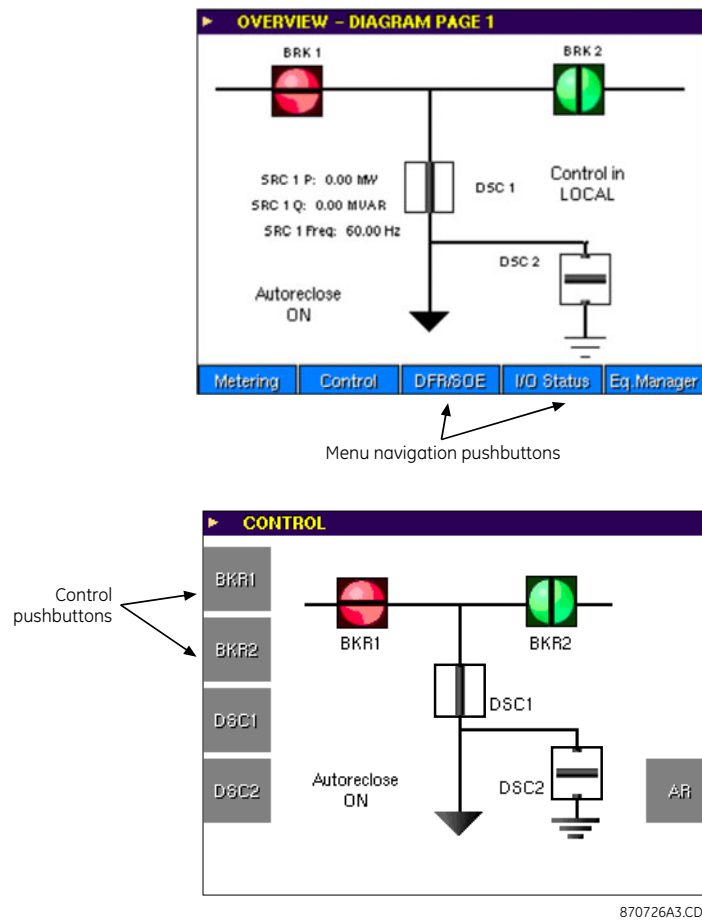 OVERVIEW – DIAGRAM PAGE 1
BRK 1
BRK 2
SRC 1 P: 0.00 MW
SRC 1 Q: 0.00 MVAR
SRC 1 Freq: 60.00 Hz
DSC 1
Control in
LOCAL
DSC 2
Autoreclose
ON
Metering
Control
DFR/SOE
I/O Status
Eq.Manager
Menu navigation pushbuttons
CONTROL
Control
pushbuttons
BKR1
BKR2
DSC1
DSC2
BKR1
BKR2
DSC1
DSC2
Autoreclose
ON
AR
870726A3.CD